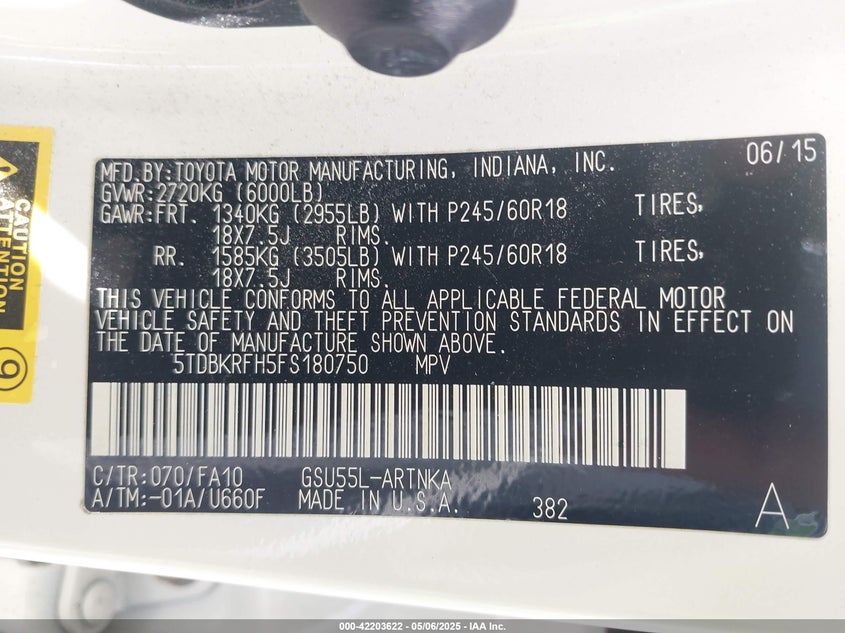 06/15
MFD.BY:TOYOTA MOTOR MANUFACTURING, INDIANA, INC.
GVWR:2720KG (6000LB)
GAWR:FRT. 1340KG (2955LB) WITH P245/60R18 TIRES,
18X7.5J RIMS.
RR. 1585KG (3505LB) WITH P245/60R18 TIRES,
18X7.5J RIMS.
THIS VEHICLE CONFORMS TO ALL APPLICABLE FEDERAL MOTOR
VEHICLE SAFETY AND THEFT PREVENTION STANDARDS IN EFFECT ON
THE DATE OF MANUFACTURE SHOWN ABOVE.
5TDBKRFH5FS180750 MPV
C/TR:070/FA10 GSU55L-ARTNKA
A/TM:-01A/U660F MADE IN U.S.A. 382 A
CAUTION
ATTENTION
9
000-42203622 - 05/06/2025 - IAA Inc.